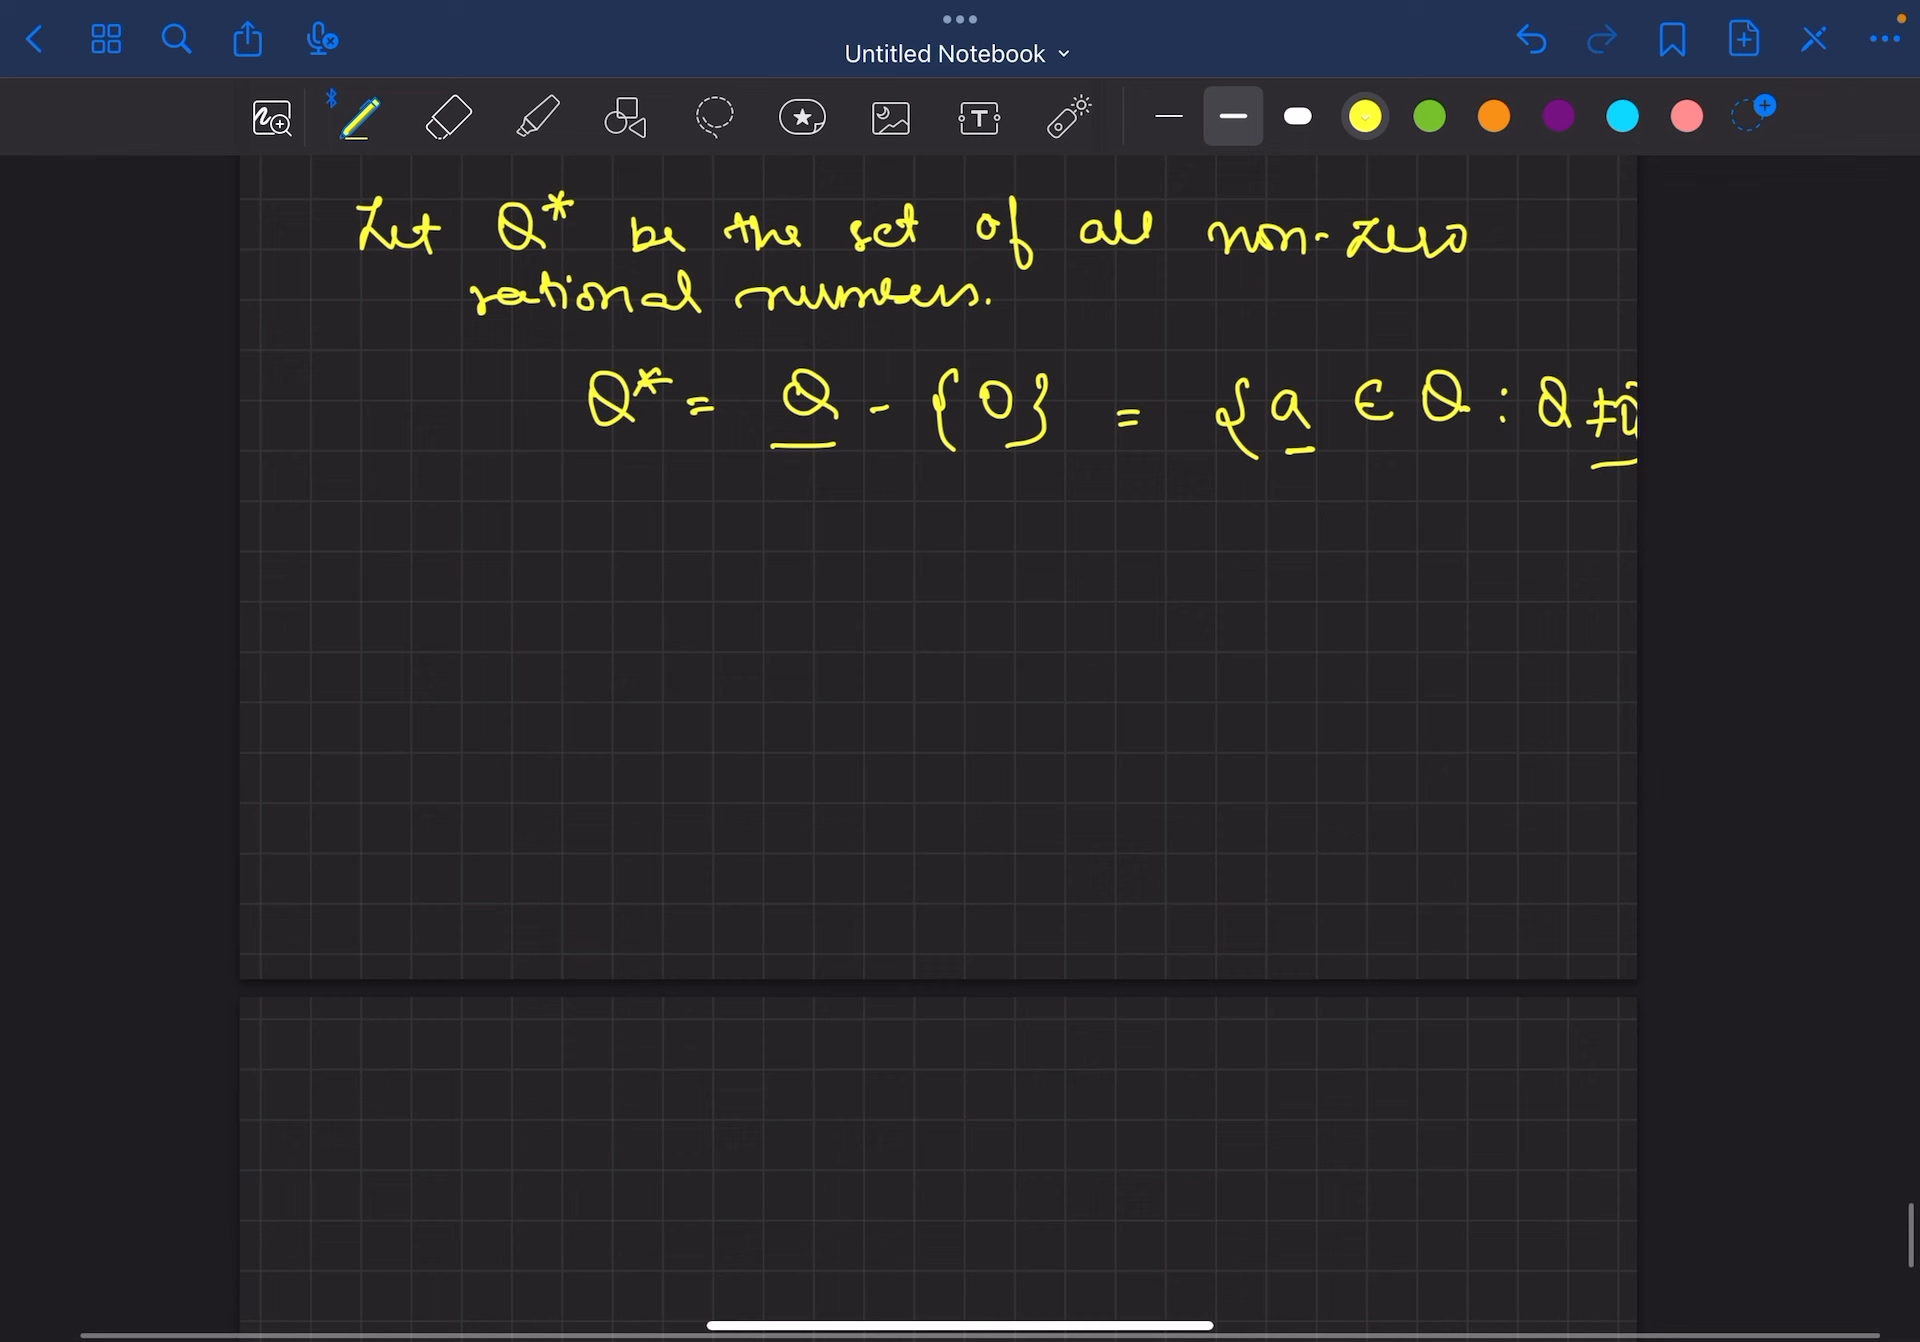 Untitled Notebook
Let Q* be the set of all non-zero
rational numbers.
Q* = Q - {0} = {a ∈ Q : Q ≠ 0